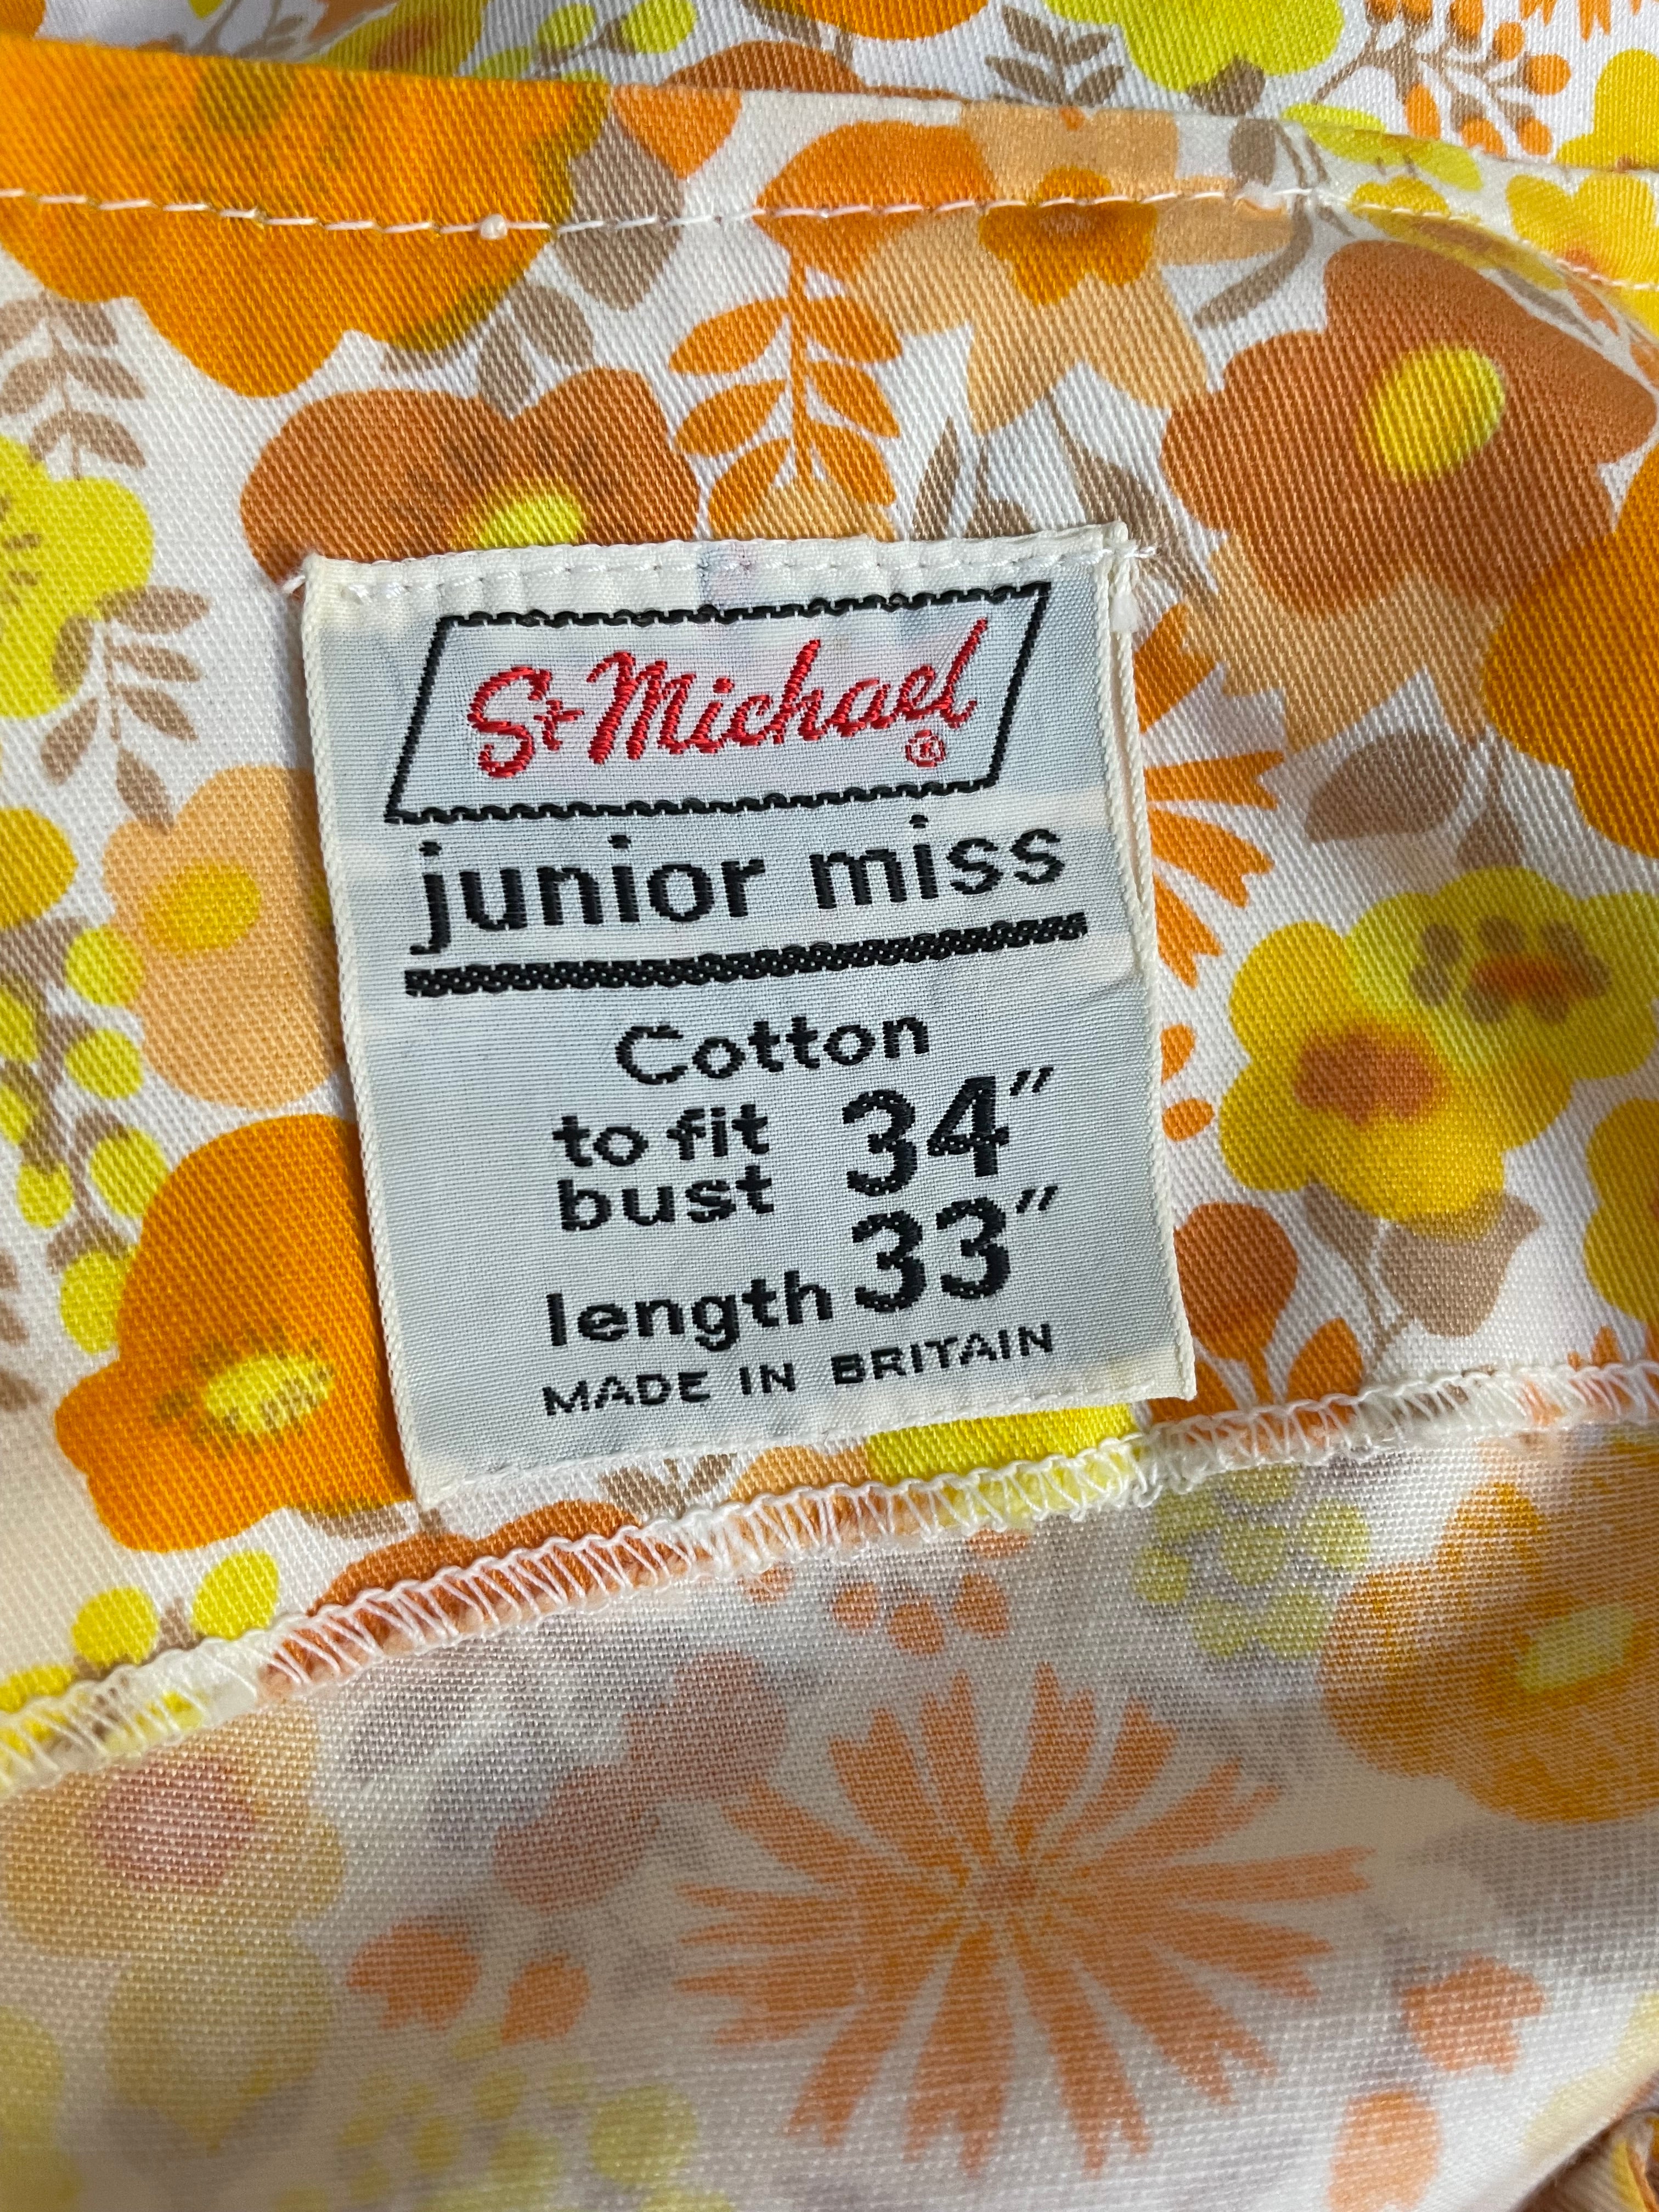 St Michael ®
junior miss
Cotton
to fit bust 34"
length 33"
MADE IN BRITAIN